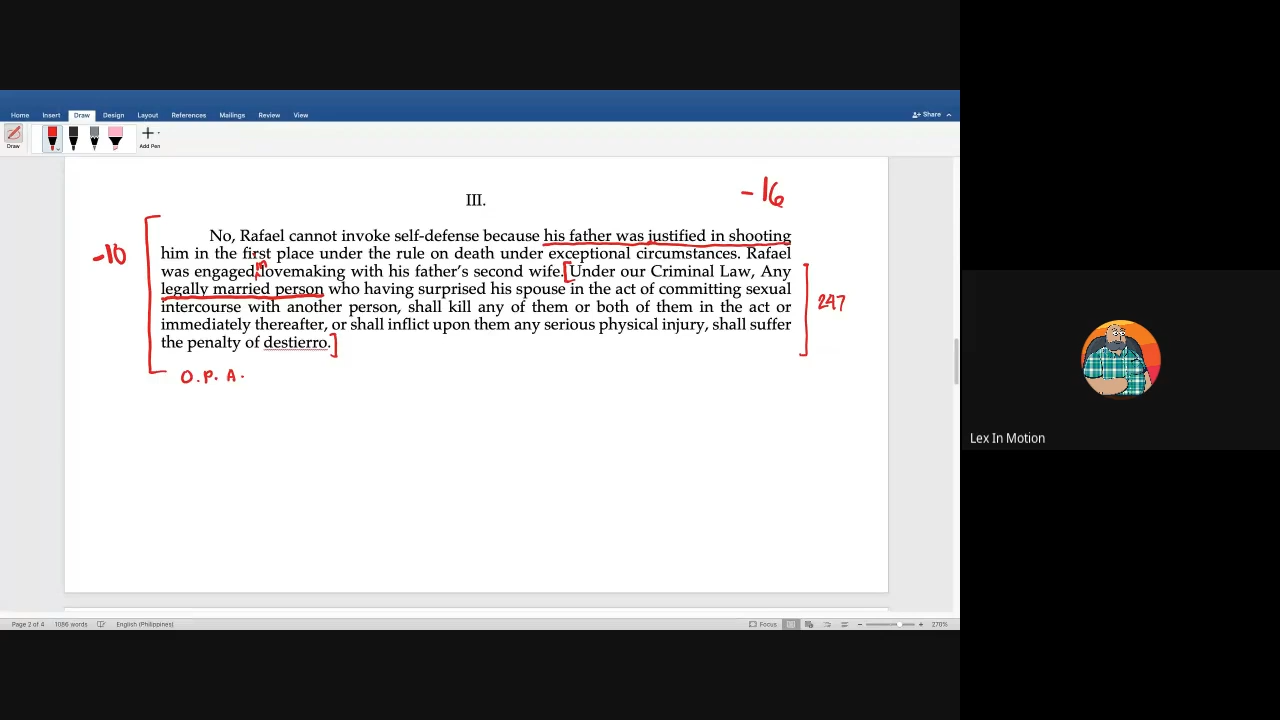 Home Insert Draw Design Layout References Mailings Review View Share
Draw Add Pen
III.
- 16
No, Rafael cannot invoke self-defense because his father was justified in shooting
him in the first place under the rule on death under exceptional circumstances. Rafael
was engaged lovemaking with his father's second wife. [Under our Criminal Law, Any
legally married person who having surprised his spouse in the act of committing sexual
intercourse with another person, shall kill any of them or both of them in the act or
immediately thereafter, or shall inflict upon them any serious physical injury, shall suffer
the penalty of destierro.]
-10
in
247
O.P.A.
Lex In Motion
Page 2 of 4 1086 words English (Philippines) Focus 270%